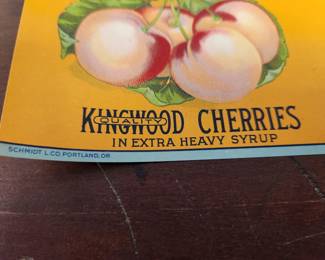 KINGWOOD CHERRIES
QUALITY
IN EXTRA HEAVY SYRUP
SCHMIDT L.CO PORTLAND, OR